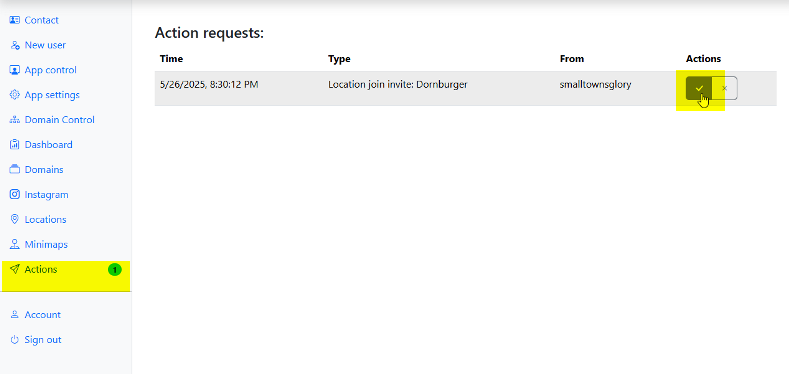 Contact
New user
App control
App settings
Domain Control
Dashboard
Domains
Instagram
Locations
Minimaps
Actions 1
Account
Sign out
Action requests:
Time Type From Actions
5/26/2025, 8:30:12 PM Location join invite: Dornburger smalltownsglory